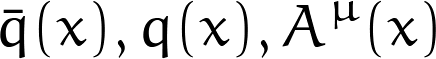 q̄(x), q(x), A^μ(x)